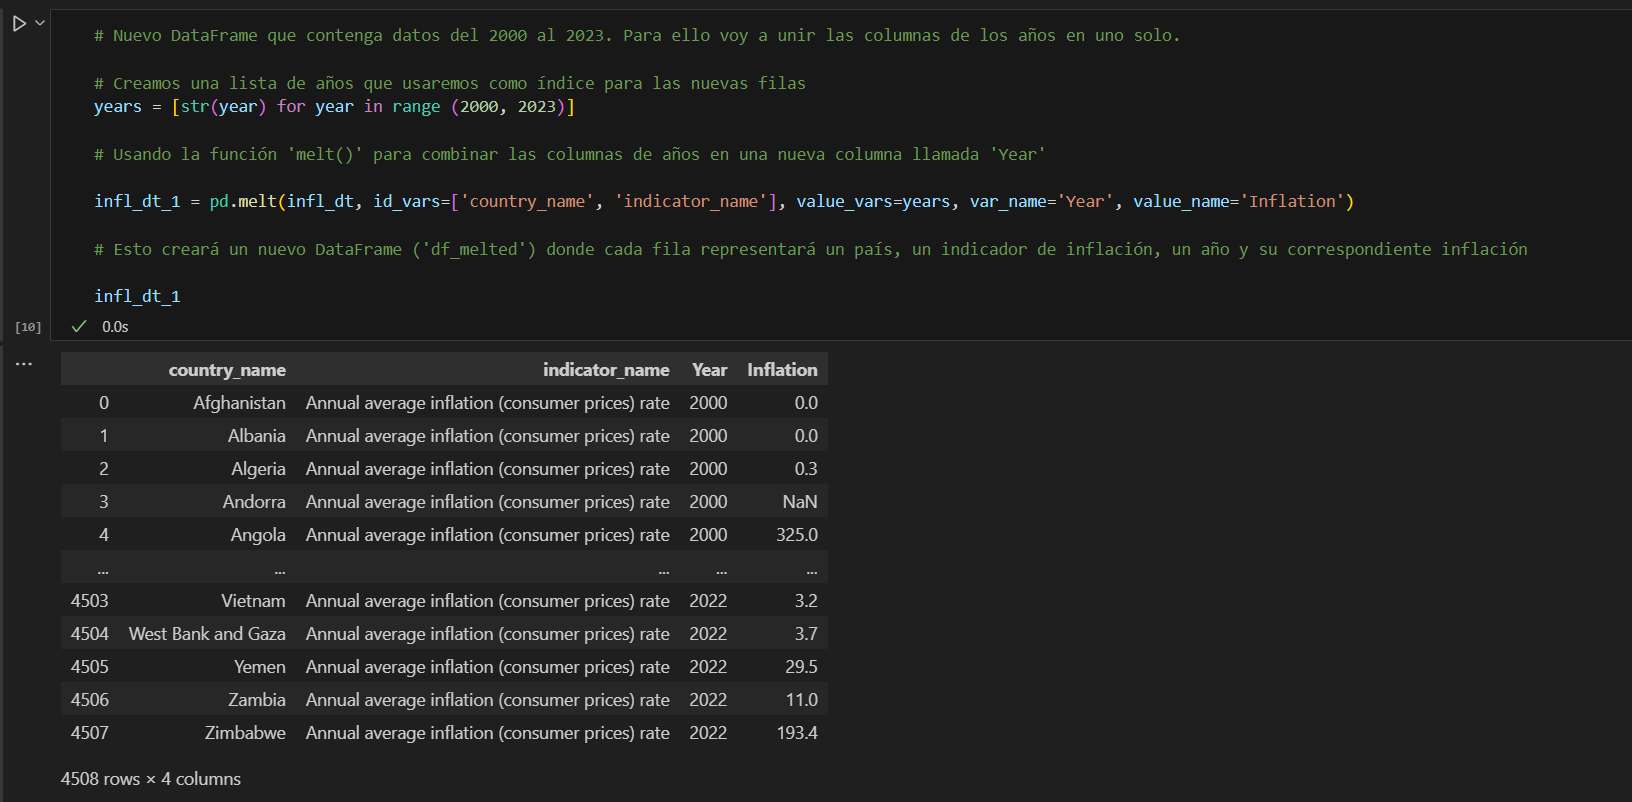 # Nuevo DataFrame que contenga datos del 2000 al 2023. Para ello voy a unir las columnas de los años en uno solo.
# Creamos una lista de años que usaremos como índice para las nuevas filas
years = [str(year) for year in range (2000, 2023)]
# Usando la función 'melt()' para combinar las columnas de años en una nueva columna llamada 'Year'
infl_dt_1 = pd.melt(infl_dt, id_vars=['country_name', 'indicator_name'], value_vars=years, var_name='Year', value_name='Inflation')
# Esto creará un nuevo DataFrame ('df_melted') donde cada fila representará un país, un indicador de inflación, un año y su correspondiente inflación
infl_dt_1
[10] 0.0s
...
country_name indicator_name Year Inflation
0 Afghanistan Annual average inflation (consumer prices) rate 2000 0.0
1 Albania Annual average inflation (consumer prices) rate 2000 0.0
2 Algeria Annual average inflation (consumer prices) rate 2000 0.3
3 Andorra Annual average inflation (consumer prices) rate 2000 NaN
4 Angola Annual average inflation (consumer prices) rate 2000 325.0
... ... ... ... ...
4503 Vietnam Annual average inflation (consumer prices) rate 2022 3.2
4504 West Bank and Gaza Annual average inflation (consumer prices) rate 2022 3.7
4505 Yemen Annual average inflation (consumer prices) rate 2022 29.5
4506 Zambia Annual average inflation (consumer prices) rate 2022 11.0
4507 Zimbabwe Annual average inflation (consumer prices) rate 2022 193.4
4508 rows × 4 columns